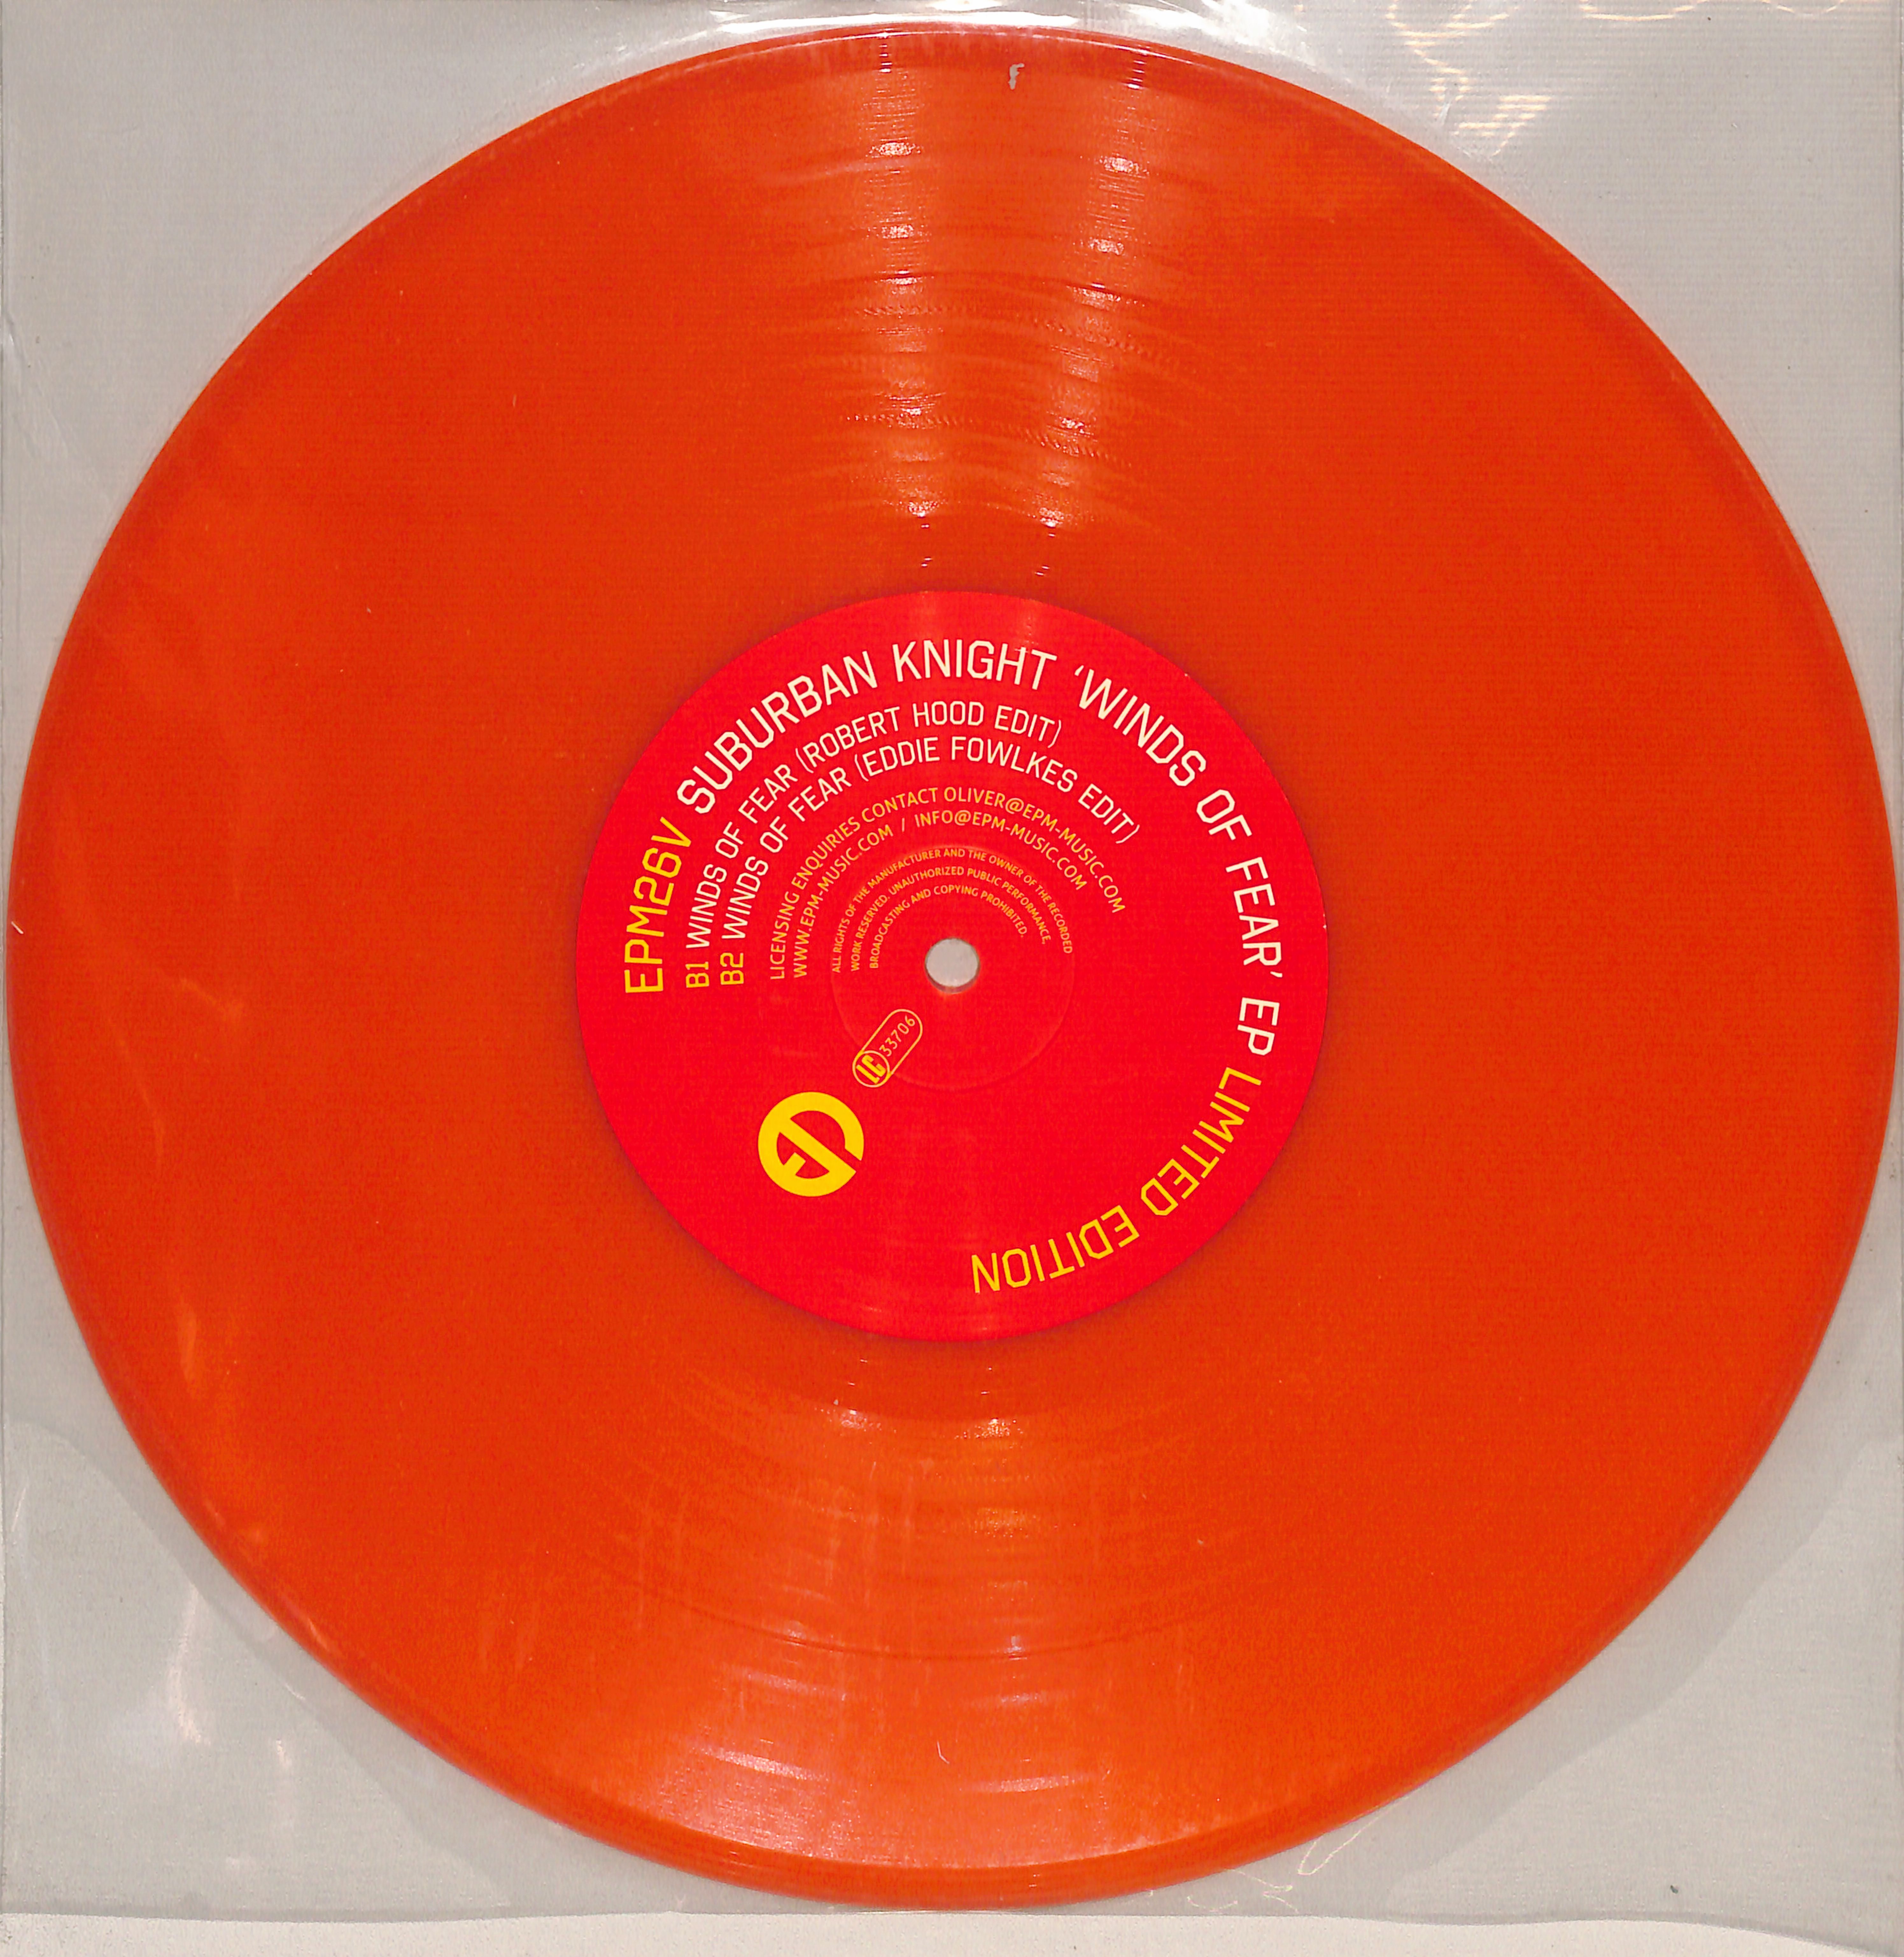 EPM26V SUBURBAN KNIGHT ‘WINDS OF FEAR’ EP LIMITED EDITION
B1 WINDS OF FEAR (ROBERT HOOD EDIT)
B2 WINDS OF FEAR (EDDIE FOWLKES EDIT)
LICENSING ENQUIRIES CONTACT OLIVER@EPM-MUSIC.COM
WWW.EPM-MUSIC.COM / INFO@EPM-MUSIC.COM
ALL RIGHTS OF THE MANUFACTURER AND THE OWNER OF THE RECORDED
WORK RESERVED. UNAUTHORIZED PUBLIC PERFORMANCE,
BROADCASTING AND COPYING PROHIBITED.
LC 33706